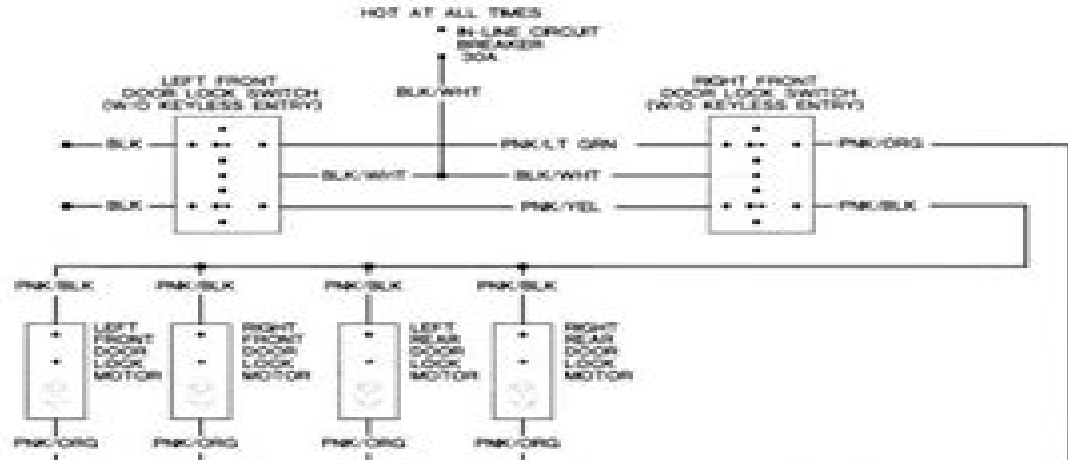 HOT AT ALL TIMES
IN-LINE CIRCUIT
BREAKER
30A
BLK/WHT
LEFT FRONT
DOOR LOCK SWITCH
(W/O KEYLESS ENTRY)
RIGHT FRONT
DOOR LOCK SWITCH
(W/O KEYLESS ENTRY)
BLK
PNK/LT GRN
PNK/ORG
BLK/WHT
BLK/WHT
BLK
PNK/YEL
PNK/BLK
PNK/BLK
PNK/BLK
PNK/BLK
PNK/BLK
LEFT
FRONT
DOOR
LOCK
MOTOR
RIGHT
FRONT
DOOR
LOCK
MOTOR
LEFT
REAR
DOOR
LOCK
MOTOR
RIGHT
REAR
DOOR
LOCK
MOTOR
PNK/ORG
PNK/ORG
PNK/ORG
PNK/ORG